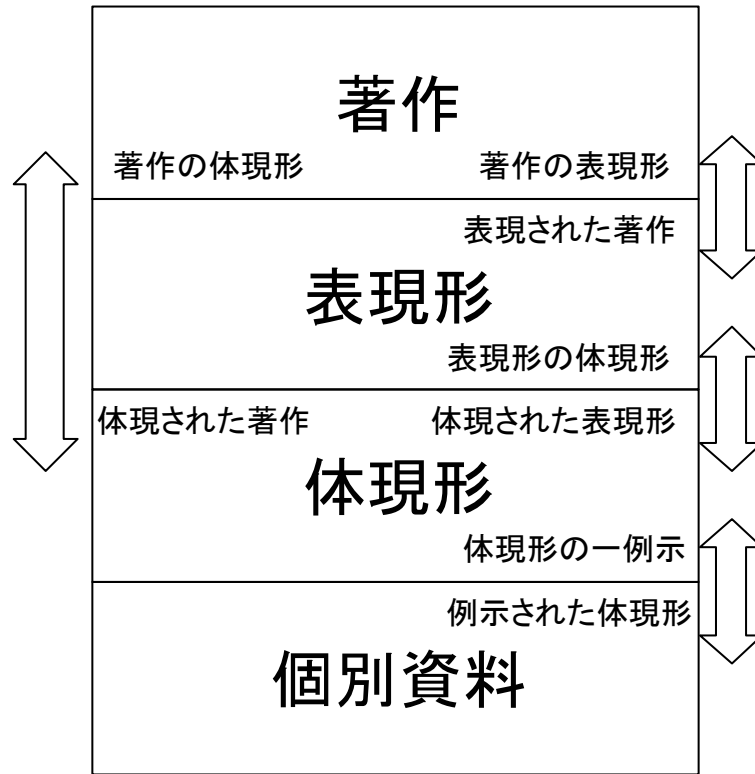 著作
著作の体現形
著作の表現形
表現された著作
表現形
表現形の体現形
体現された著作
体現された表現形
体現形
体現形の一例示
例示された体現形
個別資料